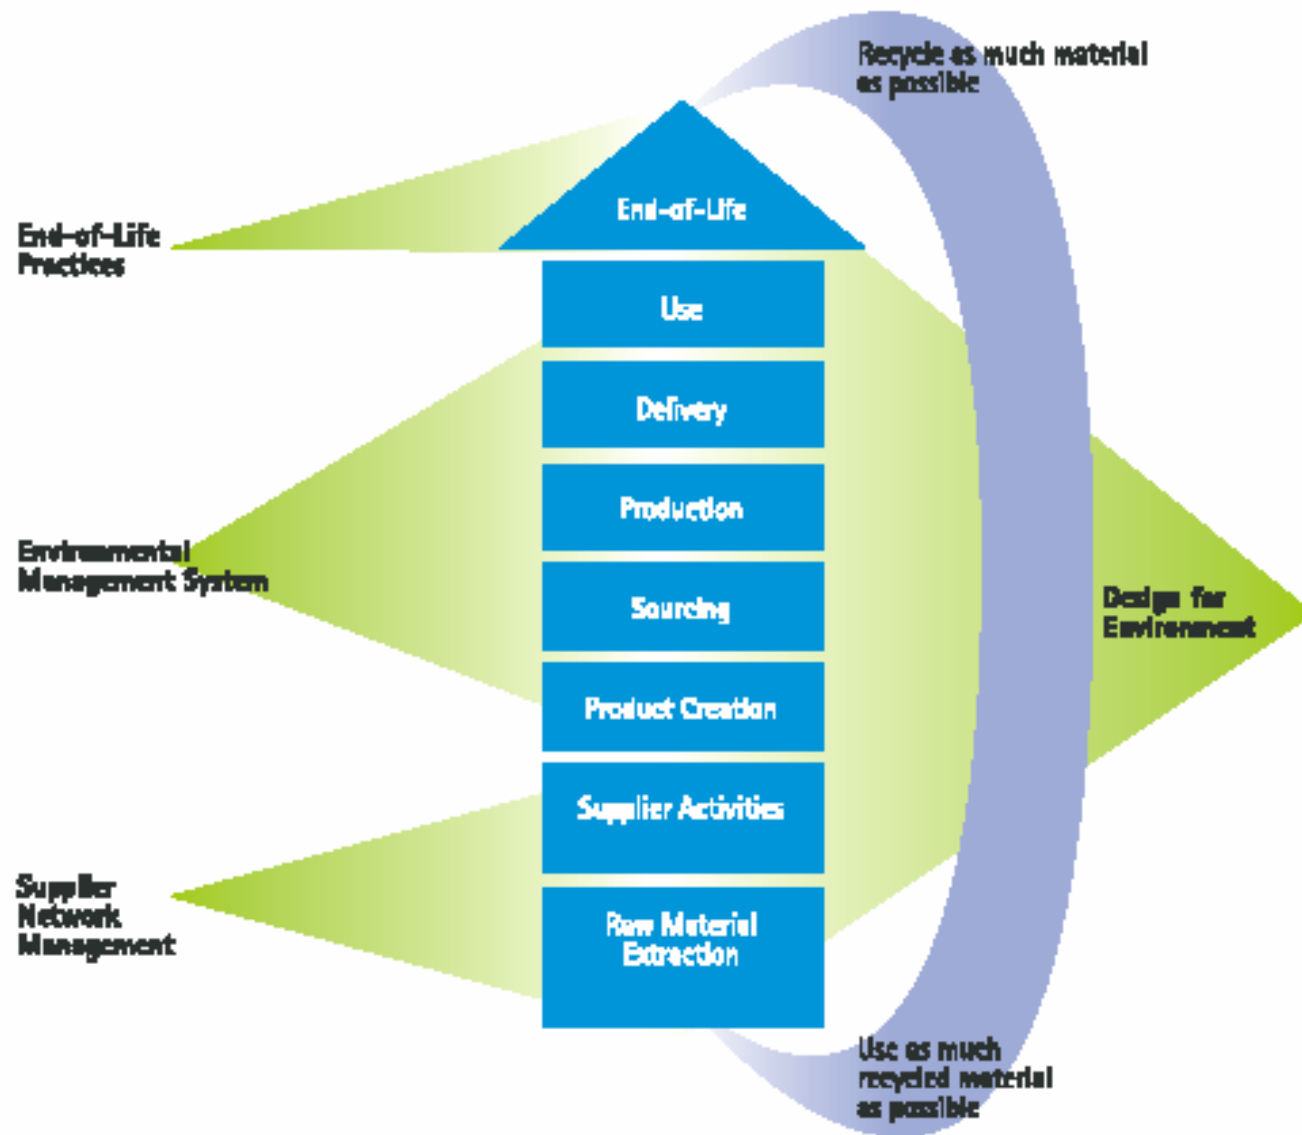 Recycle as much material
as possible
End-of-Life
End-of-Life
Practices
Use
Delivery
Production
Environmental
Management System
Sourcing
Design for
Environment
Product Creation
Supplier Activities
Supplier
Network
Management
Raw Material
Extraction
Use as much
recycled material
as possible